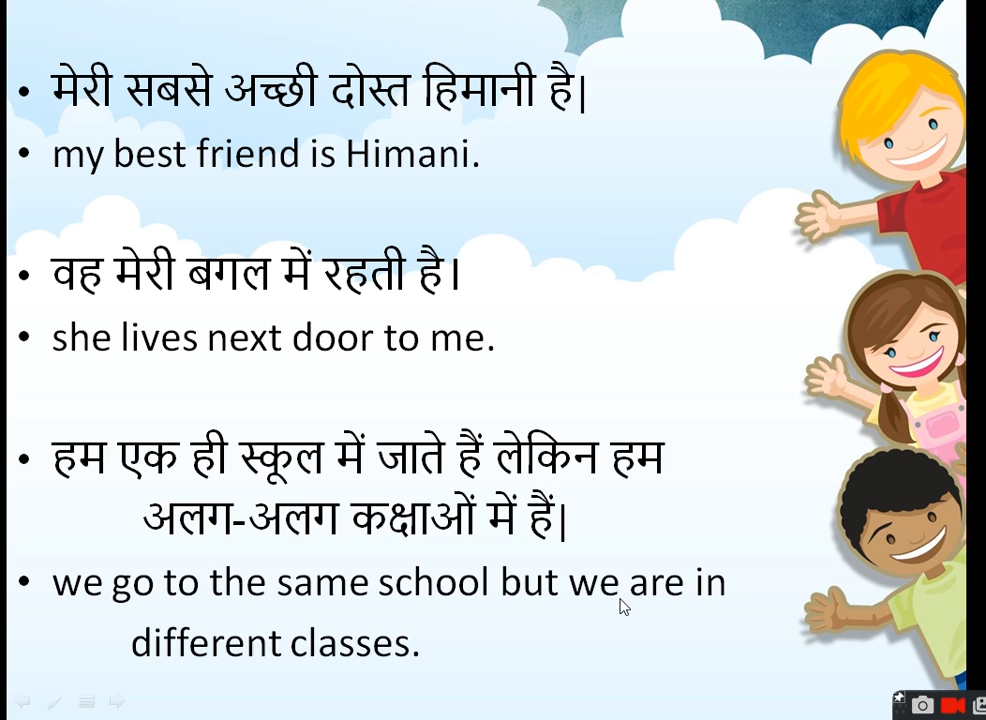 • मेरी सबसे अच्छी दोस्त हिमानी है|
• my best friend is Himani.
• वह मेरी बगल में रहती है।
• she lives next door to me.
• हम एक ही स्कूल में जाते हैं लेकिन हम
अलग-अलग कक्षाओं में हैं|
• we go to the same school but we are in
different classes.